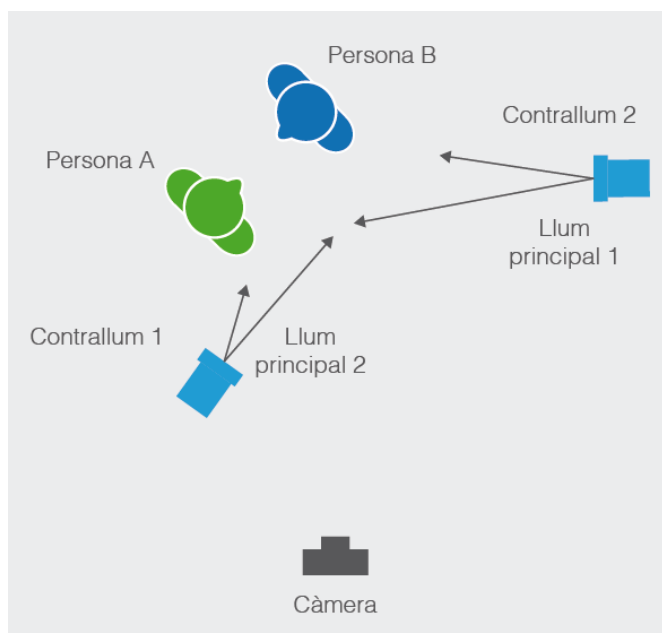 Persona B
Contrallum 2
Persona A
Llum
principal 1
Contrallum 1
Llum
principal 2
Càmera